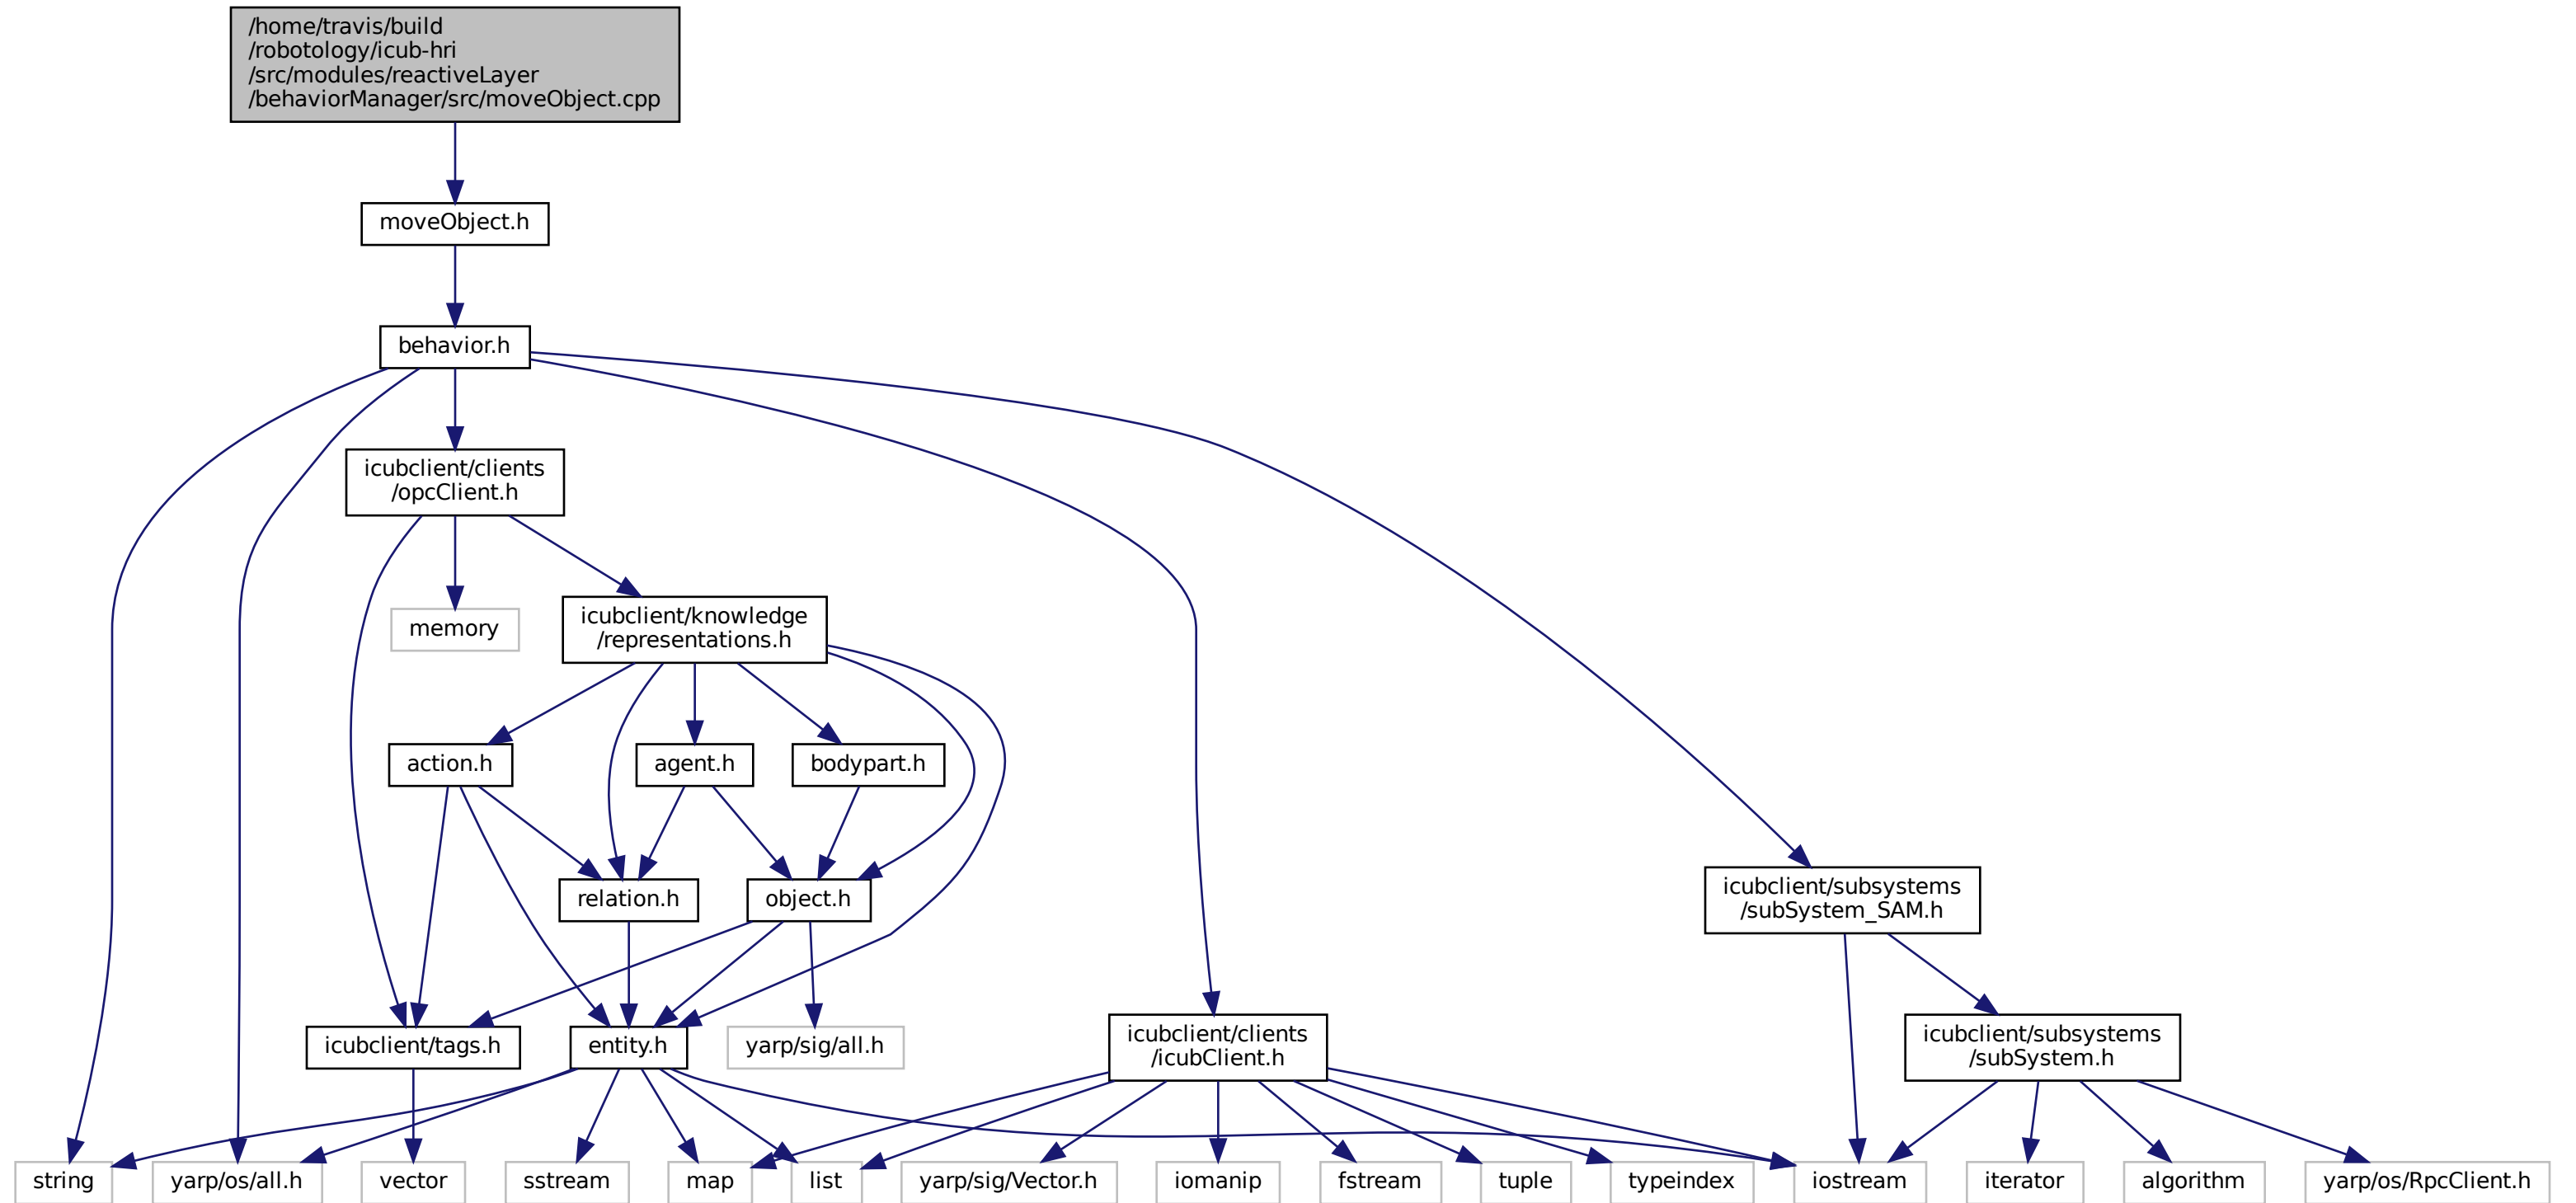 /home/travis/build
/robotology/icub-hri
/src/modules/reactiveLayer
/behaviorManager/src/moveObject.cpp
moveObject.h
behavior.h
icubclient/clients
/opcClient.h
memory
icubclient/knowledge
/representations.h
action.h
agent.h
bodypart.h
relation.h
object.h
icubclient/subsystems
/subSystem_SAM.h
icubclient/tags.h
entity.h
yarp/sig/all.h
icubclient/clients
/icubClient.h
icubclient/subsystems
/subSystem.h
string
yarp/os/all.h
vector
sstream
map
list
yarp/sig/Vector.h
iomanip
fstream
tuple
typeindex
iostream
iterator
algorithm
yarp/os/RpcClient.h